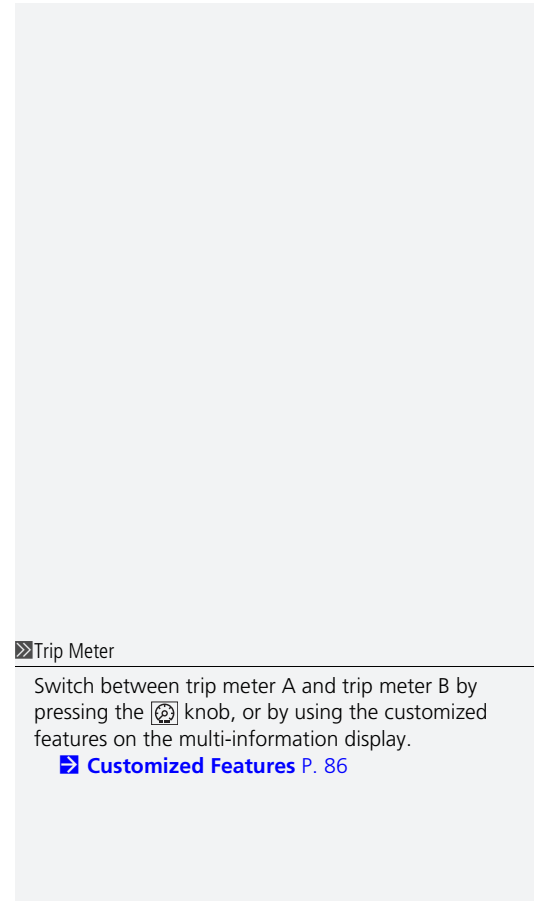 Trip Meter
Switch between trip meter A and trip meter B by
pressing the knob, or by using the customized
features on the multi-information display.
Customized Features P. 86